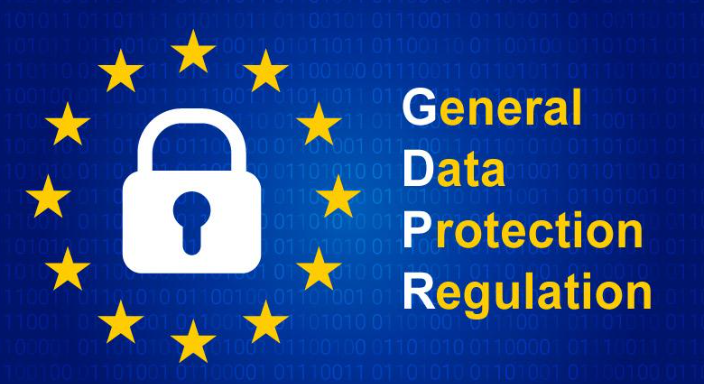 General
Data
Protection
Regulation